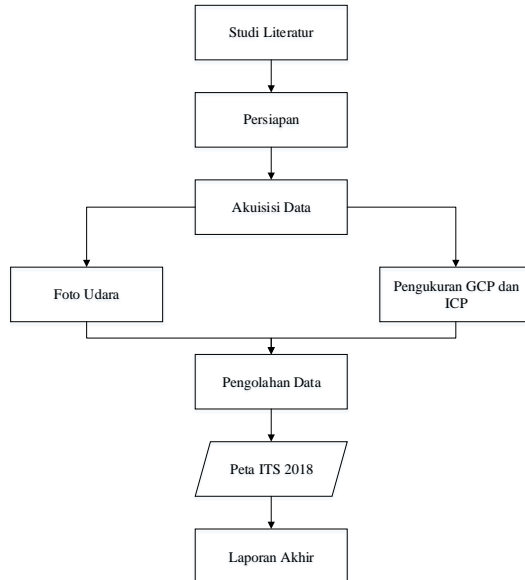 Studi Literatur
Persiapan
Akuisisi Data
Foto Udara
Pengukuran GCP dan
ICP
Pengolahan Data
Peta ITS 2018
Laporan Akhir